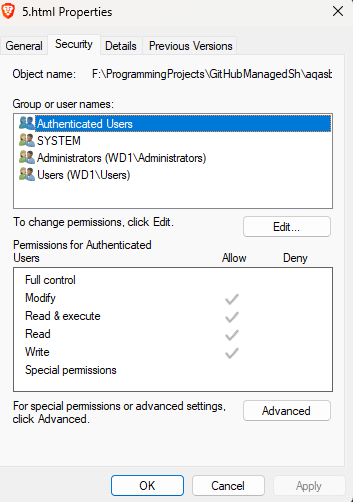 5.html Properties
General Security Details Previous Versions
Object name: F:\ProgrammingProjects\GitHubManagedSh\aqast
Group or user names:
Authenticated Users
SYSTEM
Administrators (WD1\Administrators)
Users (WD1\Users)
To change permissions, click Edit.
Edit...
Permissions for Authenticated
Users Allow Deny
Full control
Modify
Read & execute
Read
Write
Special permissions
For special permissions or advanced settings,
click Advanced.
Advanced
OK Cancel Apply